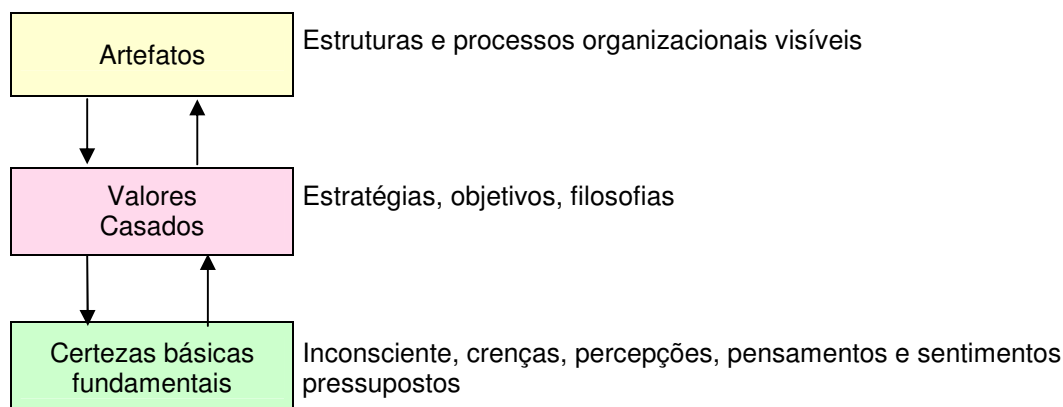 Artefatos
Estruturas e processos organizacionais visíveis
Valores
Casados
Estratégias, objetivos, filosofias
Certezas básicas
fundamentais
Inconsciente, crenças, percepções, pensamentos e sentimentos
pressupostos